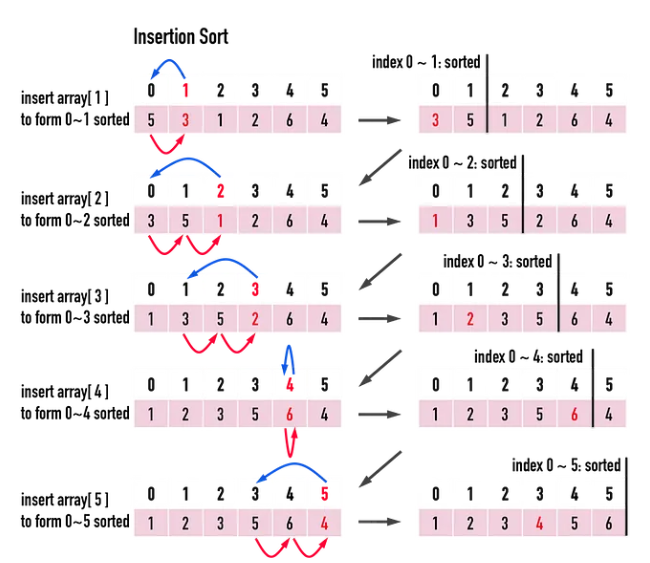 Insertion Sort
index 0 ~ 1: sorted
0 1 2 3 4 5
0 1 2 3 4 5
insert array[ 1 ]
to form 0~1 sorted
5 3 1 2 6 4
3 5 1 2 6 4
index 0 ~ 2: sorted
0 1 2 3 4 5
0 1 2 3 4 5
insert array[ 2 ]
to form 0~2 sorted
3 5 1 2 6 4
1 3 5 2 6 4
index 0 ~ 3: sorted
0 1 2 3 4 5
0 1 2 3 4 5
insert array[ 3 ]
to form 0~3 sorted
1 3 5 2 6 4
1 2 3 5 6 4
index 0 ~ 4: sorted
0 1 2 3 4 5
0 1 2 3 4 5
insert array[ 4 ]
to form 0~4 sorted
1 2 3 5 6 4
1 2 3 5 6 4
index 0 ~ 5: sorted
0 1 2 3 4 5
0 1 2 3 4 5
insert array[ 5 ]
to form 0~5 sorted
1 2 3 5 6 4
1 2 3 4 5 6